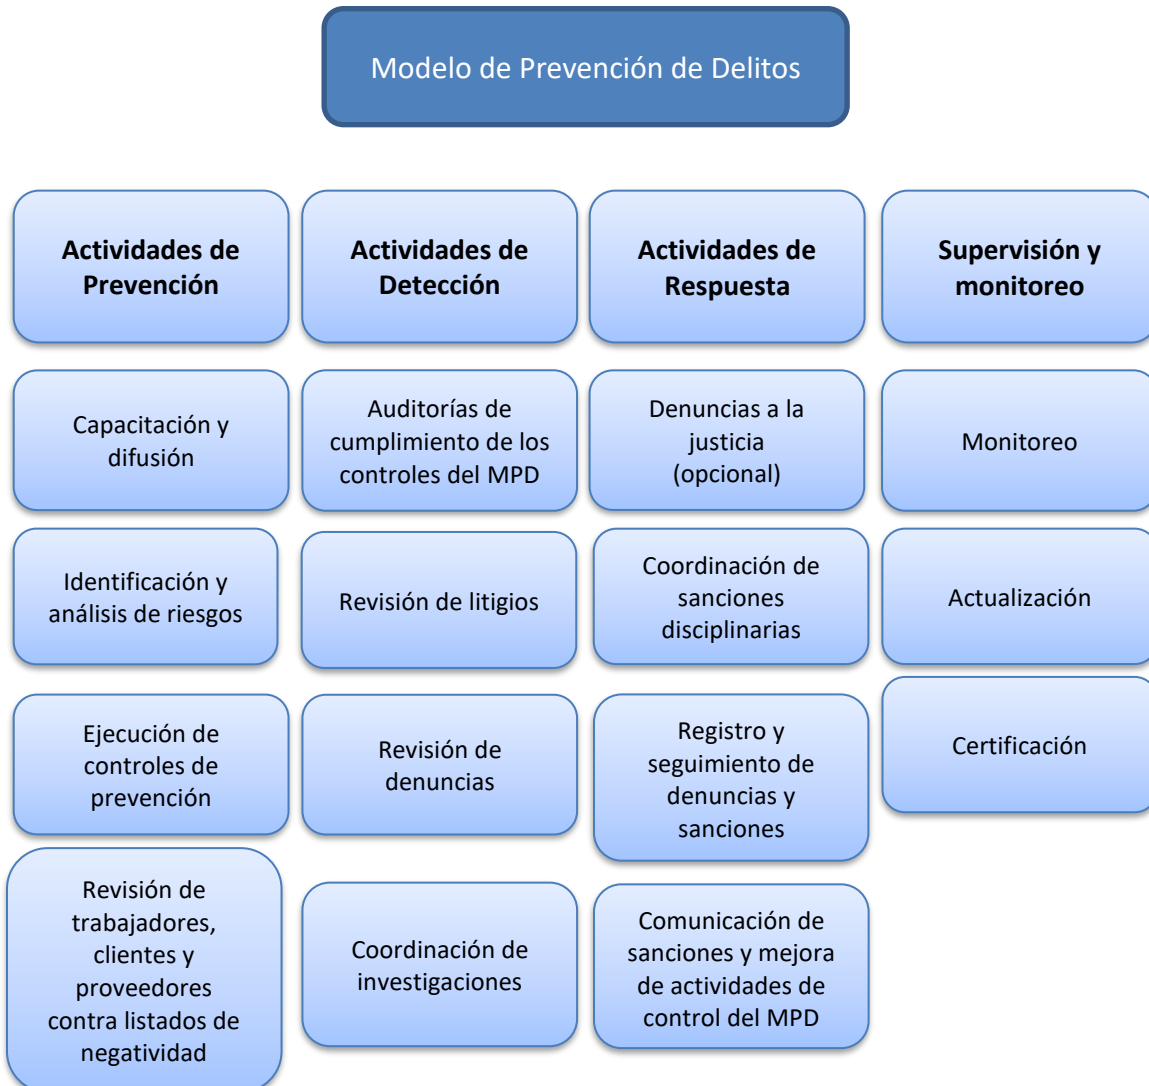 Modelo de Prevención de Delitos
Actividades de
Prevención
Capacitación y
difusión
Identificación y
análisis de riesgos
Ejecución de
controles de
prevención
Revisión de
trabajadores,
clientes y
proveedores
contra listados de
negatividad
Actividades de
Detección
Auditorías de
cumplimiento de los
controles del MPD
Revisión de litigios
Revisión de
denuncias
Coordinación de
investigaciones
Actividades de
Respuesta
Denuncias a la
justicia
(opcional)
Coordinación de
sanciones
disciplinarias
Registro y
seguimiento de
denuncias y
sanciones
Comunicación de
sanciones y mejora
de actividades de
control del MPD
Supervisión y
monitoreo
Monitoreo
Actualización
Certificación